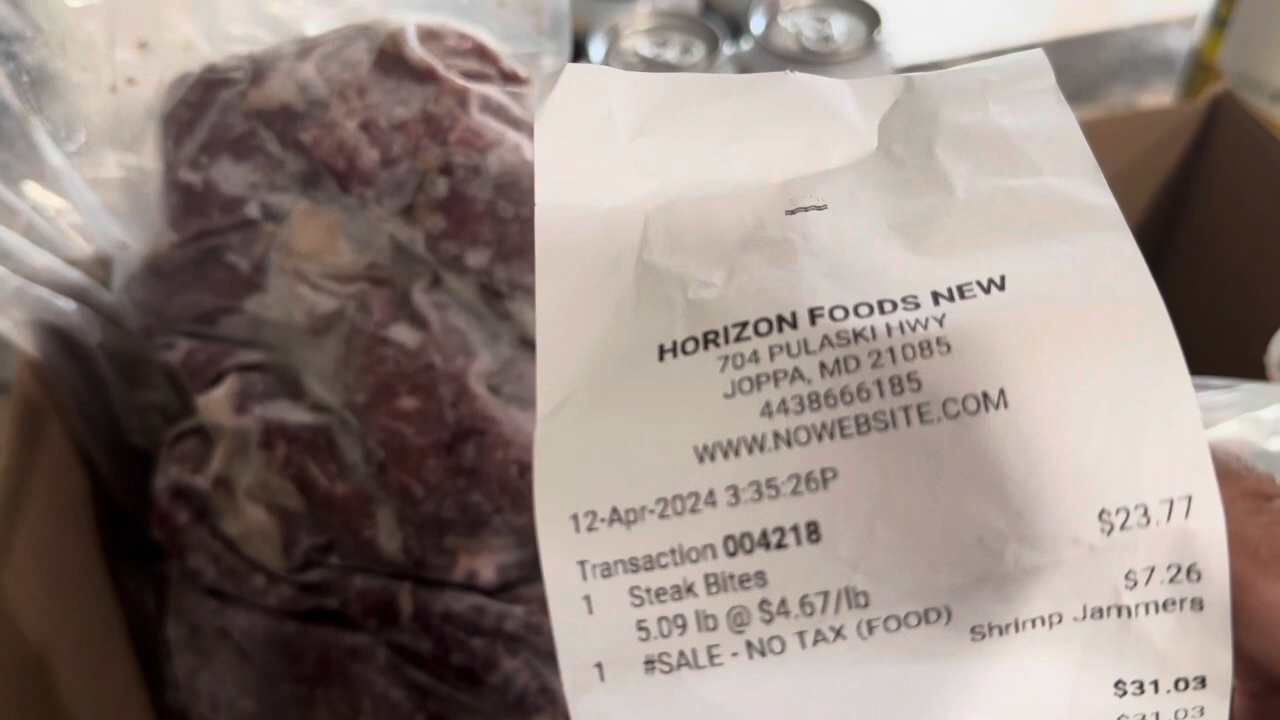 HORIZON FOODS NEW
704 PULASKI HWY
JOPPA, MD 21085
4438666185
WWW.NOWEBSITE.COM
12-Apr-2024 3:35:26P
Transaction 004218
1 Steak Bites $23.77
5.09 lb @ $4.67/lb
1 #SALE - NO TAX (FOOD) $7.26
Shrimp Jammers
$31.03
$31.03